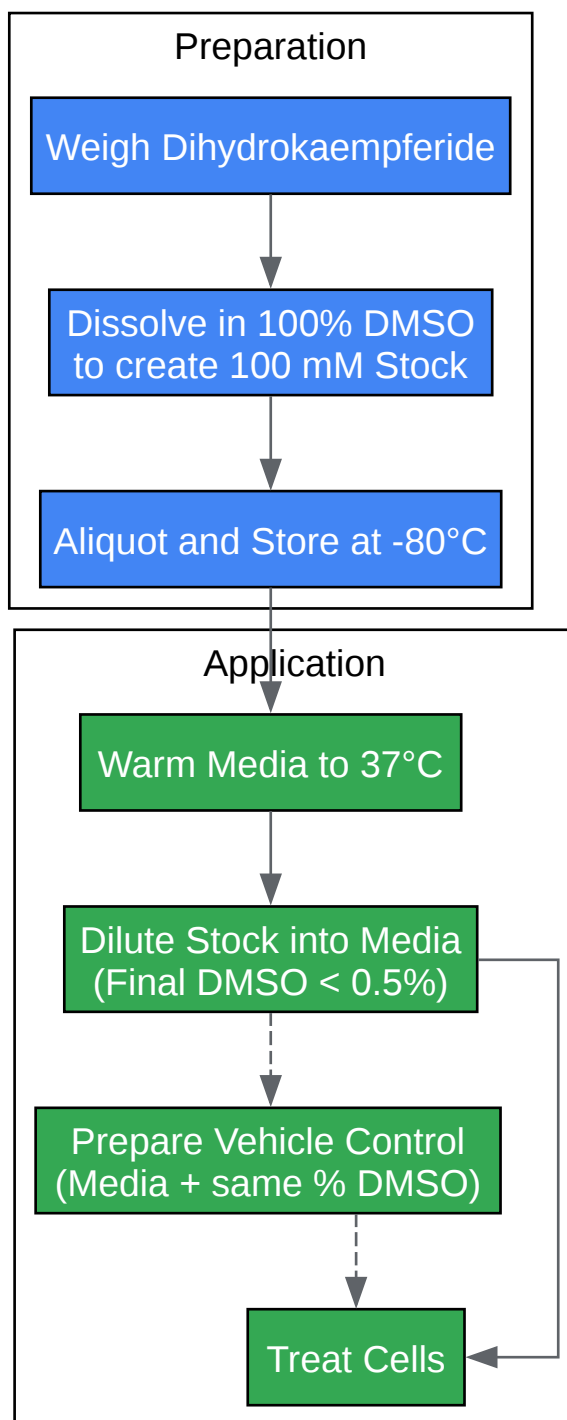 Preparation
Weigh Dihydrokaempferide
Dissolve in 100% DMSO
to create 100 mM Stock
Aliquot and Store at -80°C
Application
Warm Media to 37°C
Dilute Stock into Media
(Final DMSO < 0.5%)
Prepare Vehicle Control
(Media + same % DMSO)
Treat Cells